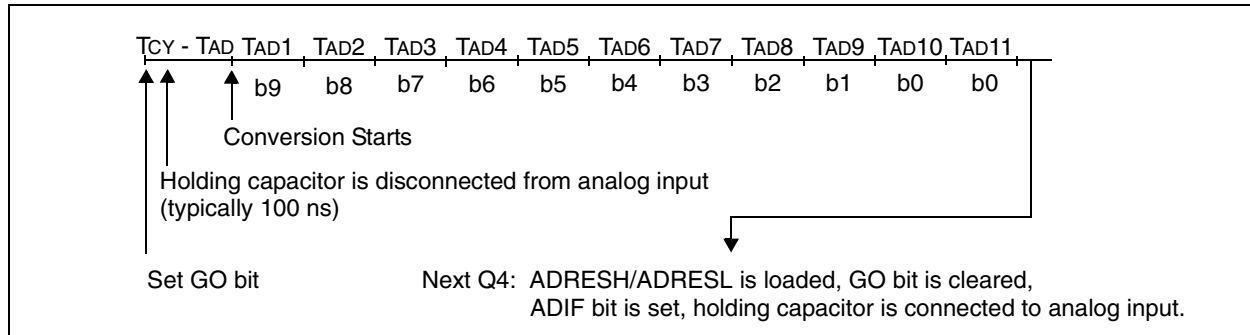 TCY - TAD TAD1 TAD2 TAD3 TAD4 TAD5 TAD6 TAD7 TAD8 TAD9 TAD10 TAD11
b9 b8 b7 b6 b5 b4 b3 b2 b1 b0 b0
Conversion Starts
Holding capacitor is disconnected from analog input
(typically 100 ns)
Set GO bit
Next Q4: ADRESH/ADRESL is loaded, GO bit is cleared,
ADIF bit is set, holding capacitor is connected to analog input.